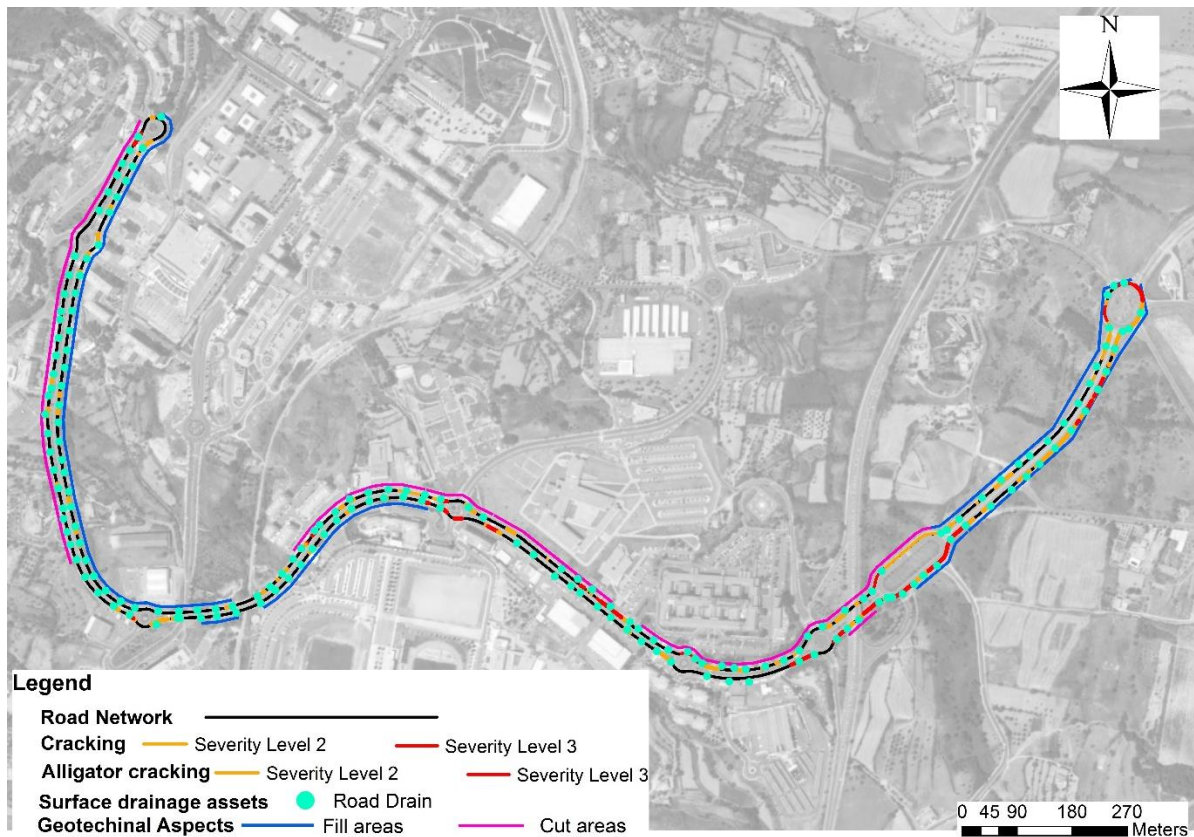 N
Legend
Road Network
Cracking Severity Level 2 Severity Level 3
Alligator cracking Severity Level 2 Severity Level 3
Surface drainage assets Road Drain
Geotechinal Aspects Fill areas Cut areas
0 45 90 180 270
Meters